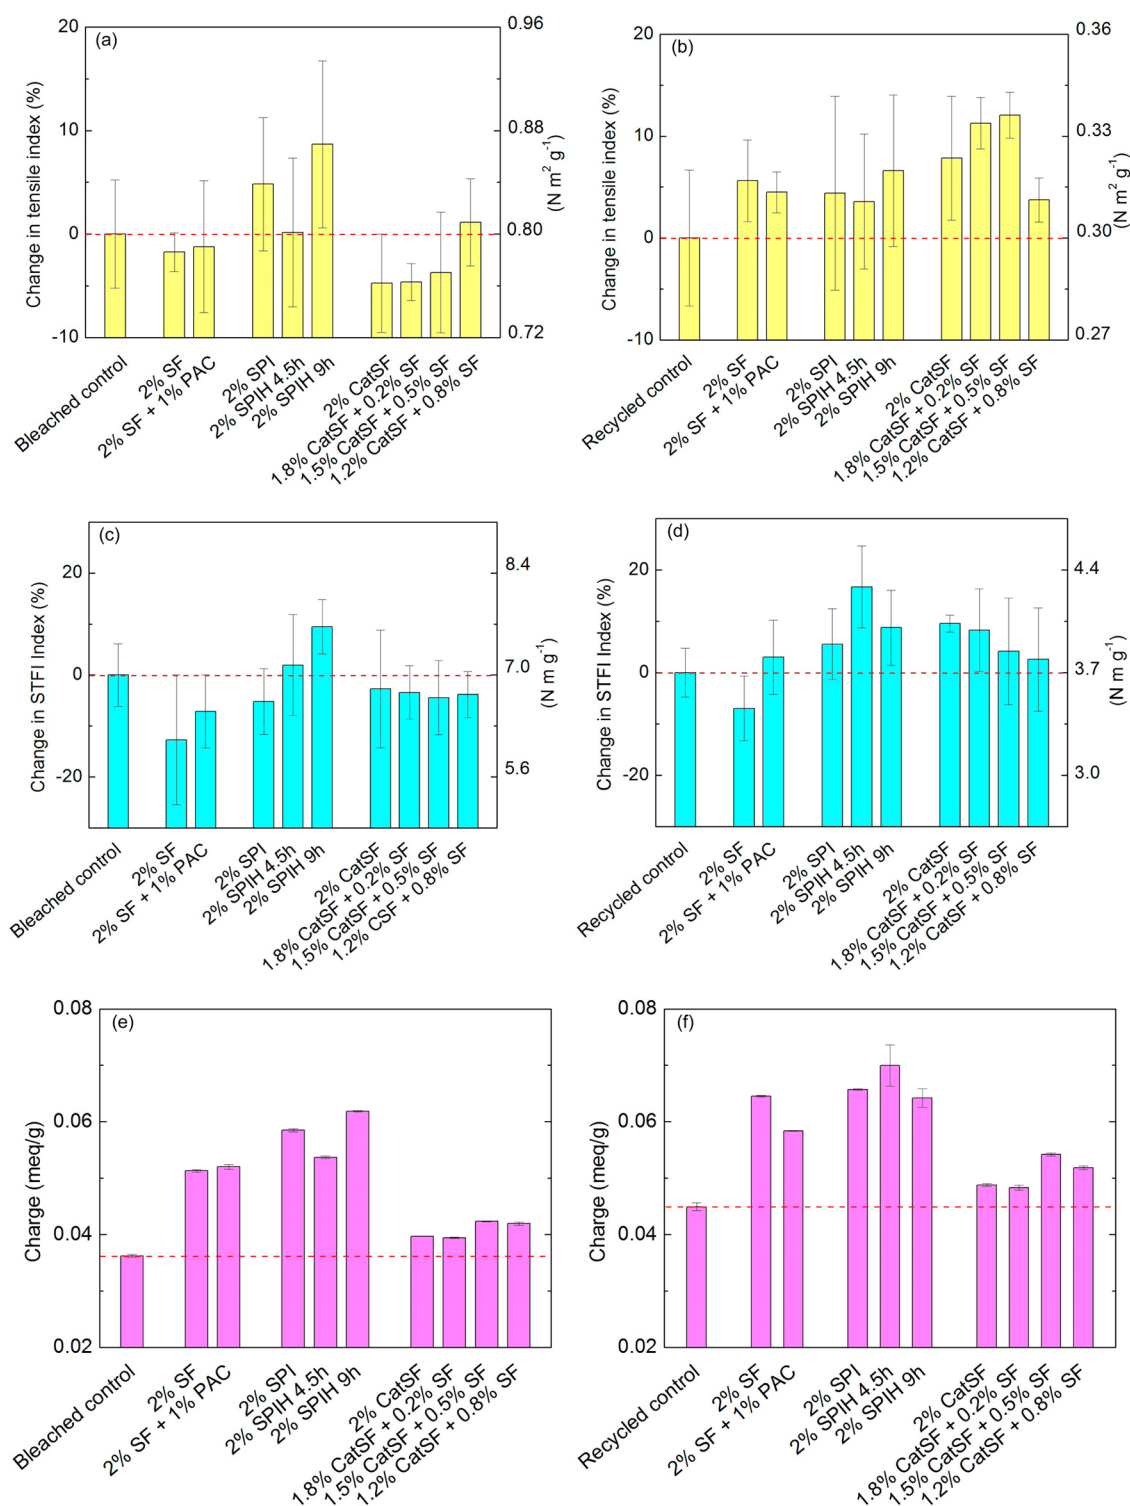 (a)
Change in tensile index (%)
20
10
0
-10
0.96
0.88
0.80
0.72
(N m2 g-1)
Bleached control
2% SF
2% SF + 1% PAC
2% SPI
2% SPIH 4.5h
2% SPIH 9h
2% CatSF
1.8% CatSF + 0.2% SF
1.5% CatSF + 0.5% SF
1.2% CatSF + 0.8% SF
(b)
Change in tensile index (%)
20
15
10
5
0
-5
-10
0.36
0.33
0.30
0.27
(N m2 g-1)
Recycled control
2% SF
2% SF + 1% PAC
2% SPI
2% SPIH 4.5h
2% SPIH 9h
2% CatSF
1.8% CatSF + 0.2% SF
1.5% CatSF + 0.5% SF
1.2% CatSF + 0.8% SF
(c)
Change in STFI Index (%)
20
0
-20
8.4
7.0
5.6
(N m g-1)
Bleached control
2% SF
2% SF + 1% PAC
2% SPI
2% SPIH 4.5h
2% SPIH 9h
2% CatSF
1.8% CatSF + 0.2% SF
1.5% CatSF + 0.5% SF
1.2% CSF + 0.8% SF
(d)
Change in STFI Index (%)
20
10
0
-20
4.4
3.7
3.0
(N m g-1)
Recycled control
2% SF
2% SF + 1% PAC
2% SPI
2% SPIH 4.5h
2% SPIH 9h
2% CatSF
1.8% CatSF + 0.2% SF
1.5% CatSF + 0.5% SF
1.2% CatSF + 0.8% SF
(e)
Charge (meq/g)
0.08
0.06
0.04
0.02
Bleached control
2% SF
2% SF + 1% PAC
2% SPI
2% SPIH 4.5h
2% SPIH 9h
2% CatSF
1.8% CatSF + 0.2% SF
1.5% CatSF + 0.5% SF
1.2% CatSF + 0.8% SF
(f)
Charge (meq/g)
0.08
0.06
0.04
0.02
Recycled control
2% SF
2% SF + 1% PAC
2% SPI
2% SPIH 4.5h
2% SPIH 9h
2% CatSF
1.8% CatSF + 0.2% SF
1.5% CatSF + 0.5% SF
1.2% CatSF + 0.8% SF